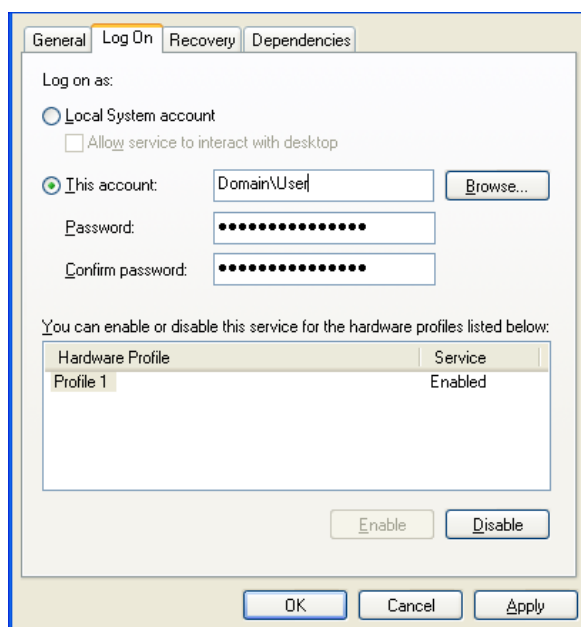 General Log On Recovery Dependencies
Log on as:
Local System account
Allow service to interact with desktop
This account: Domain\User Browse...
Password: ●●●●●●●●●●●●●●●
Confirm password: ●●●●●●●●●●●●●●●
You can enable or disable this service for the hardware profiles listed below:
Hardware Profile Service
Profile 1 Enabled
Enable Disable
OK Cancel Apply